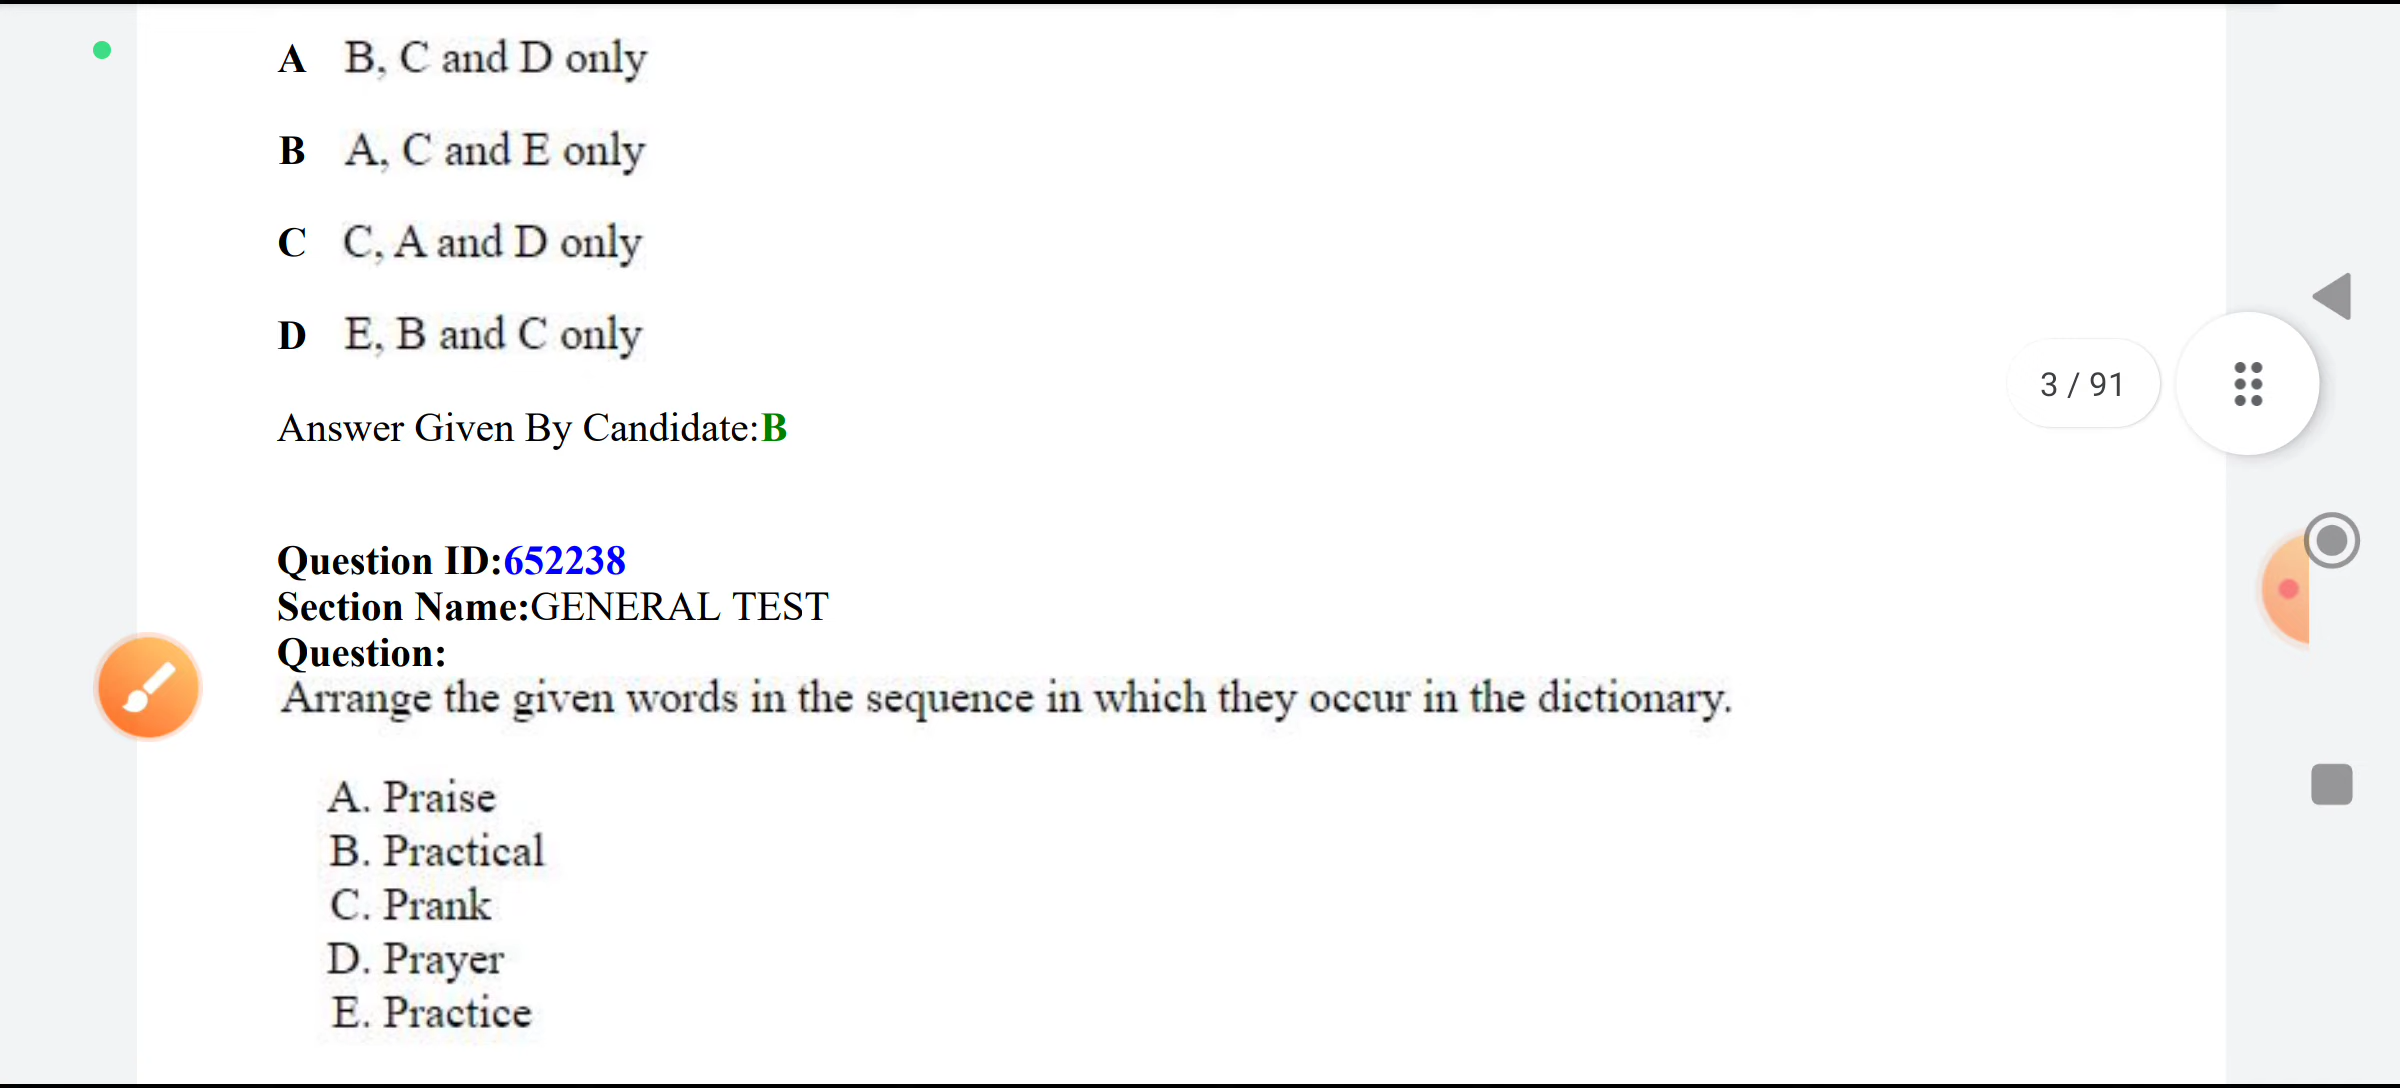 A B, C and D only
B A, C and E only
C C, A and D only
D E, B and C only
Answer Given By Candidate:B
3 / 91
Question ID:652238
Section Name:GENERAL TEST
Question:
Arrange the given words in the sequence in which they occur in the dictionary.
A. Praise
B. Practical
C. Prank
D. Prayer
E. Practice